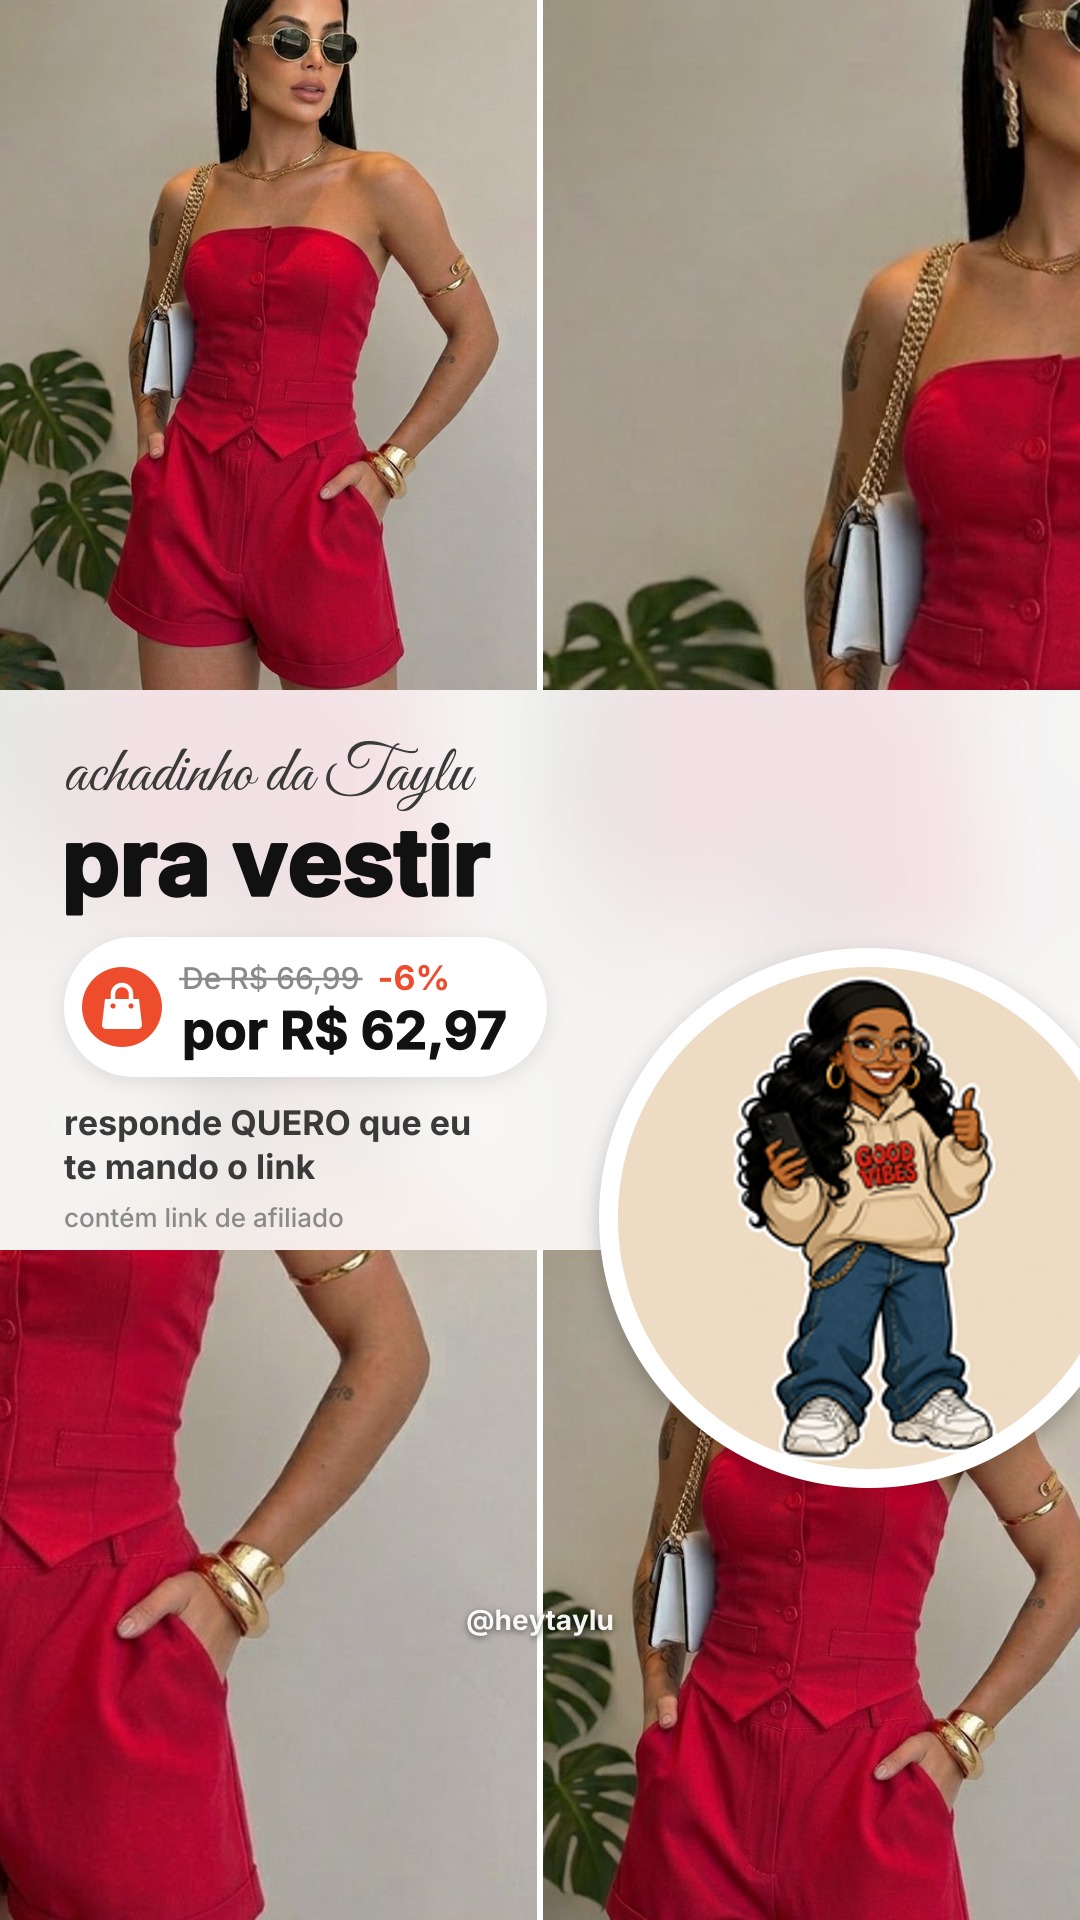 achadinho da Taylu
pra vestir
De R$ 66,99 -6%
por R$ 62,97
responde QUERO que eu
te mando o link
contém link de afiliado
GOOD
VIBES
@heytaylu